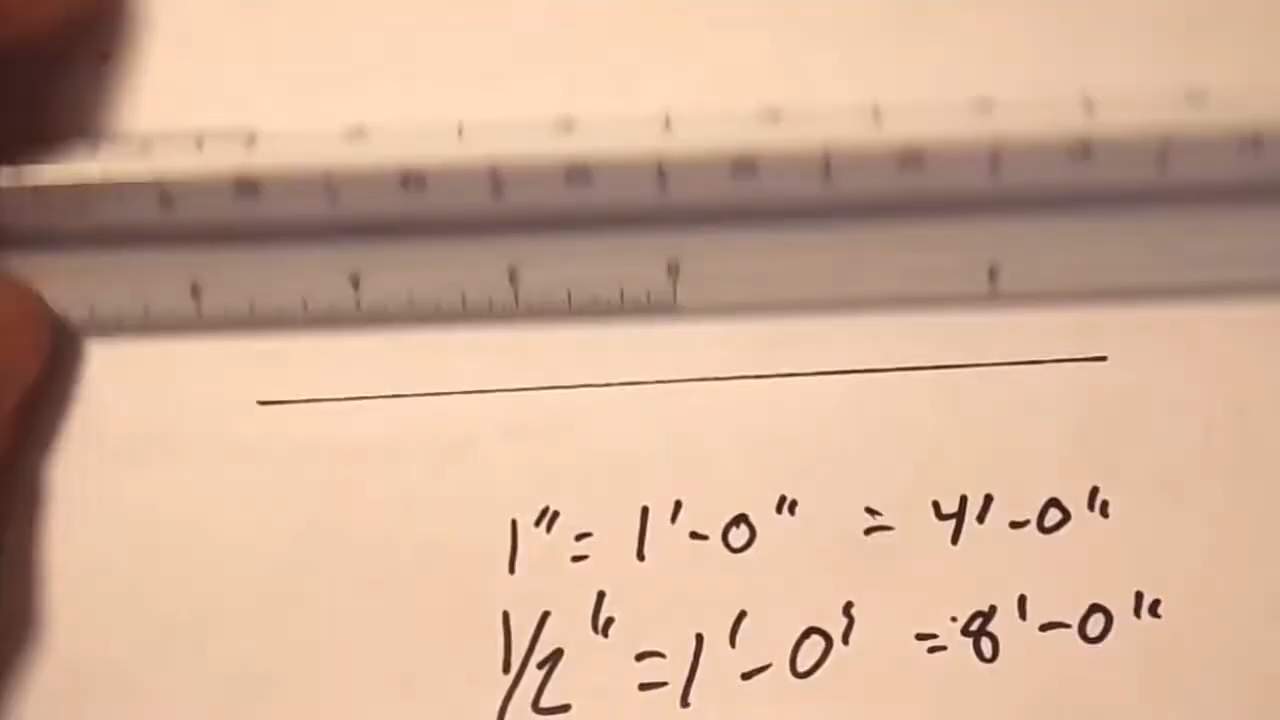 1" = 1'-0" = 4'-0"
1/2" = 1'-0' = 8'-0"